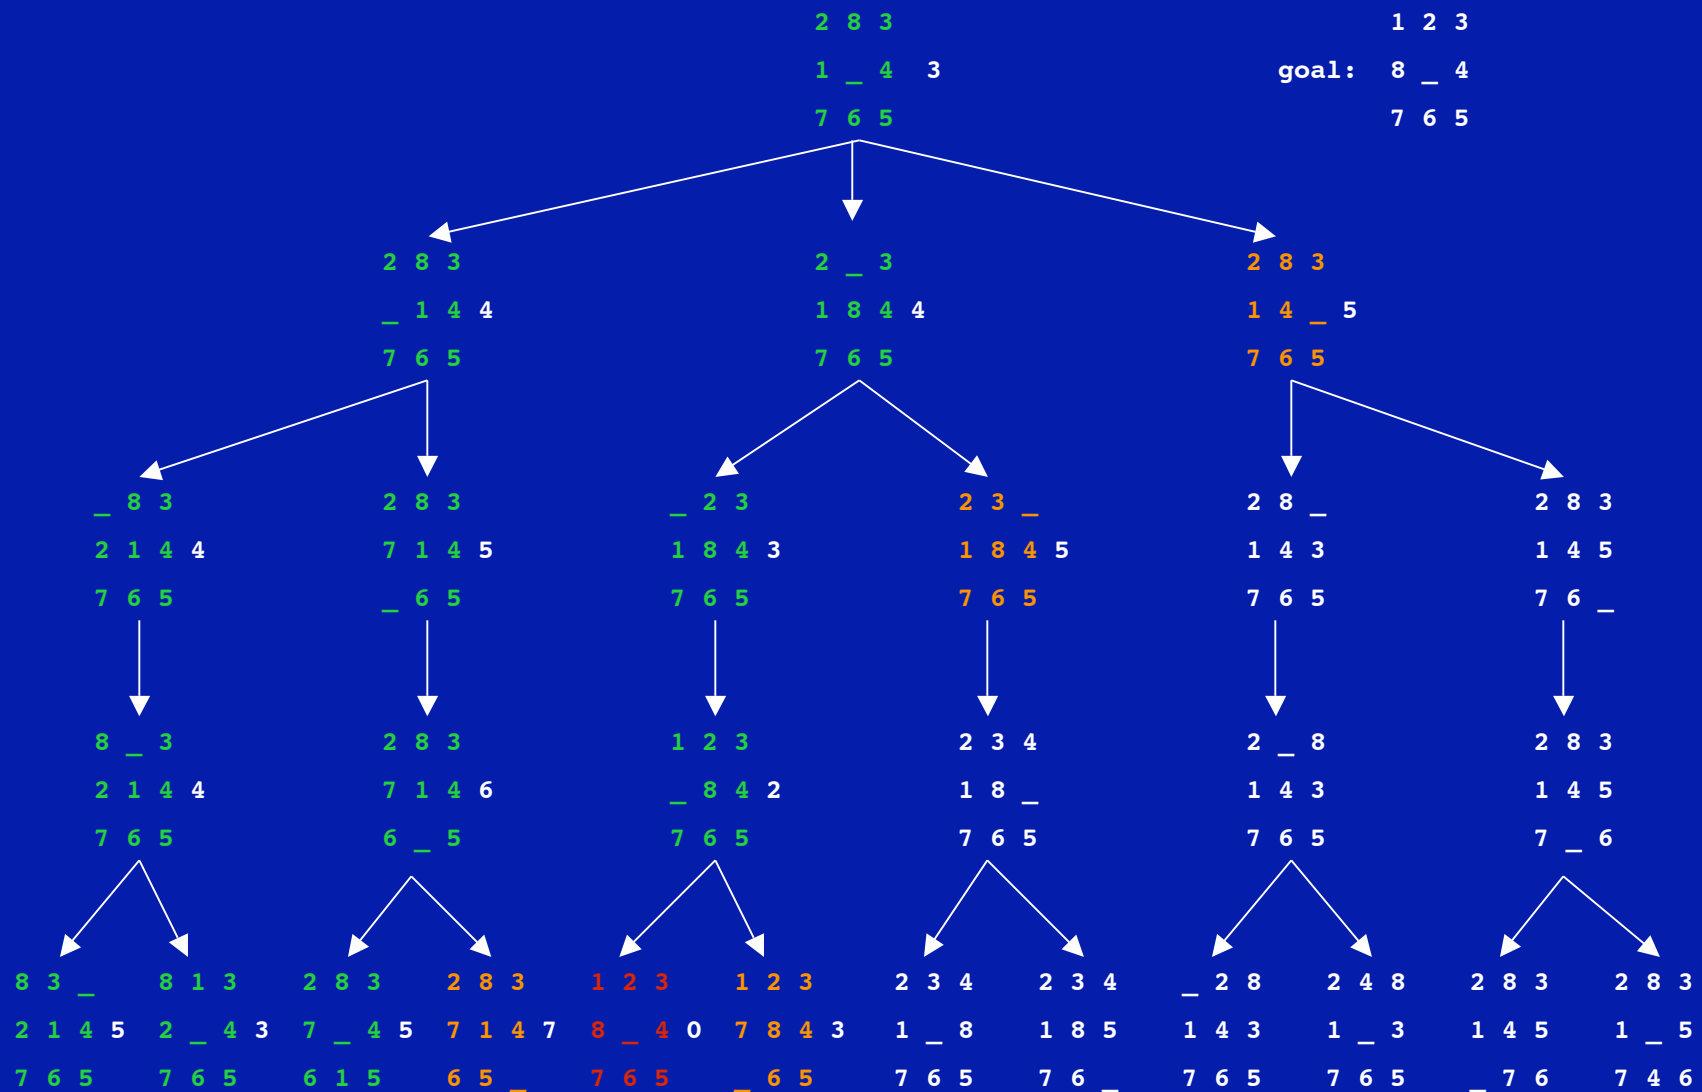 2 8 3 1 2 3
1 _ 4 3 goal: 8 _ 4
7 6 5 7 6 5
2 8 3 2 _ 3 2 8 3
_ 1 4 4 1 8 4 4 1 4 _ 5
7 6 5 7 6 5 7 6 5
_ 8 3 2 8 3 _ 2 3 2 3 _ 2 8 _ 2 8 3
2 1 4 4 7 1 4 5 1 8 4 3 1 8 4 5 1 4 3 1 4 5
7 6 5 _ 6 5 7 6 5 7 6 5 7 6 5 7 6 _
8 _ 3 2 8 3 1 2 3 2 3 4 2 _ 8 2 8 3
2 1 4 4 7 1 4 6 _ 8 4 2 1 8 _ 1 4 3 1 4 5
7 6 5 6 _ 5 7 6 5 7 6 5 7 6 5 7 _ 6
8 3 _ 8 1 3 2 8 3 2 8 3 1 2 3 1 2 3 2 3 4 2 3 4 _ 2 8 2 4 8 2 8 3 2 8 3
2 1 4 5 2 _ 4 3 7 _ 4 5 7 1 4 7 8 _ 4 0 7 8 4 3 1 _ 8 1 8 5 1 4 3 1 _ 3 1 4 5 1 _ 5
7 6 5 7 6 5 6 1 5 6 5 _ 7 6 5 _ 6 5 7 6 5 7 6 _ 7 6 5 7 6 5 _ 7 6 7 4 6